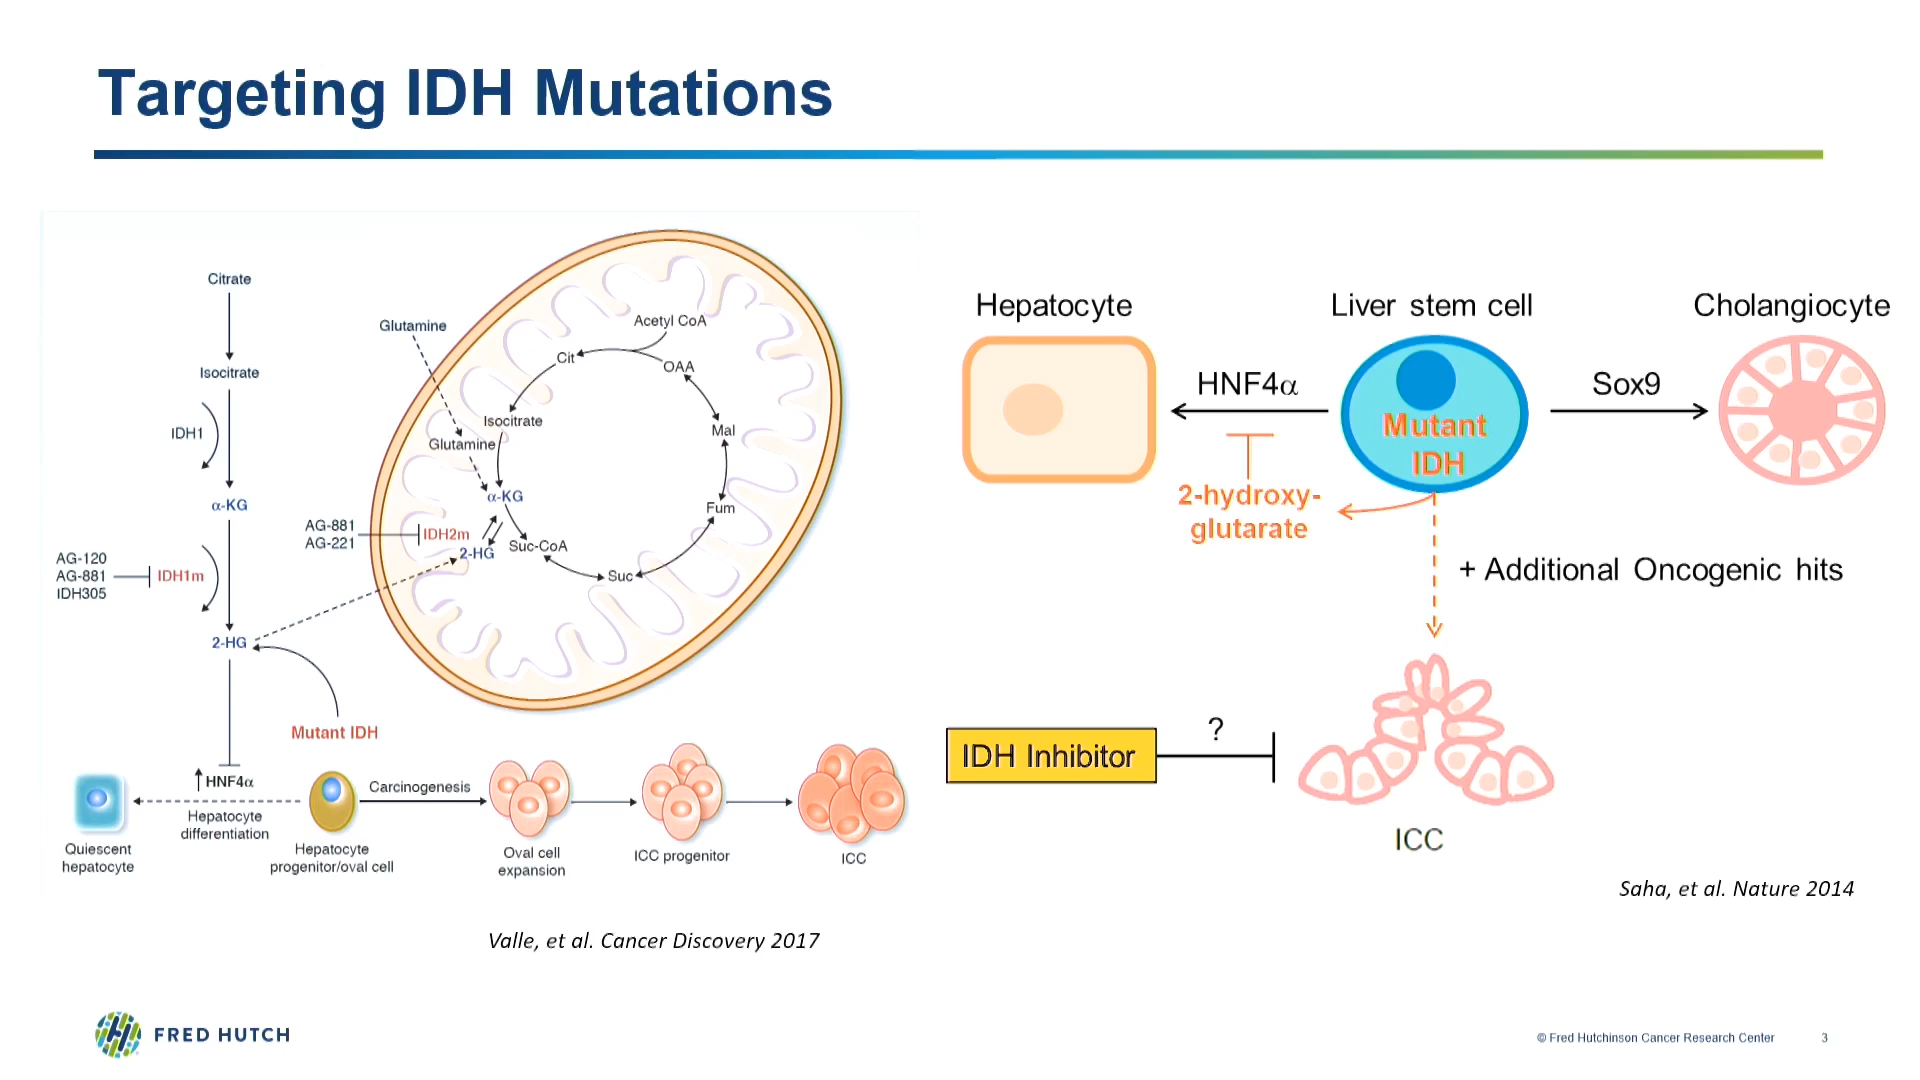 Targeting IDH Mutations
Citrate
Isocitrate
IDH1
α-KG
AG-120
AG-881
IDH305
IDH1m
2-HG
Mutant IDH
HNF4α
Hepatocyte
differentiation
Quiescent
hepatocyte
Hepatocyte
progenitor/oval cell
Carcinogenesis
Oval cell
expansion
ICC progenitor
ICC
Glutamine
Glutamine
Acetyl CoA
Cit
OAA
Isocitrate
Mal
α-KG
Fum
AG-881
AG-221
IDH2m
2-HG
Suc-CoA
Suc
Valle, et al. Cancer Discovery 2017
Hepatocyte
Liver stem cell
Cholangiocyte
HNF4α
Sox9
Mutant
IDH
2-hydroxy-
glutarate
+ Additional Oncogenic hits
IDH Inhibitor
?
ICC
Saha, et al. Nature 2014
FRED HUTCH
© Fred Hutchinson Cancer Research Center
3